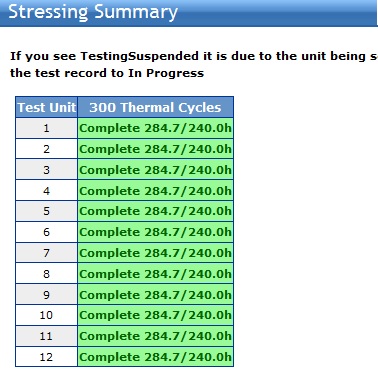 Stressing Summary
If you see TestingSuspended it is due to the unit being
the test record to In Progress
Test Unit 300 Thermal Cycles
1 Complete 284.7/240.0h
2 Complete 284.7/240.0h
3 Complete 284.7/240.0h
4 Complete 284.7/240.0h
5 Complete 284.7/240.0h
6 Complete 284.7/240.0h
7 Complete 284.7/240.0h
8 Complete 284.7/240.0h
9 Complete 284.7/240.0h
10 Complete 284.7/240.0h
11 Complete 284.7/240.0h
12 Complete 284.7/240.0h